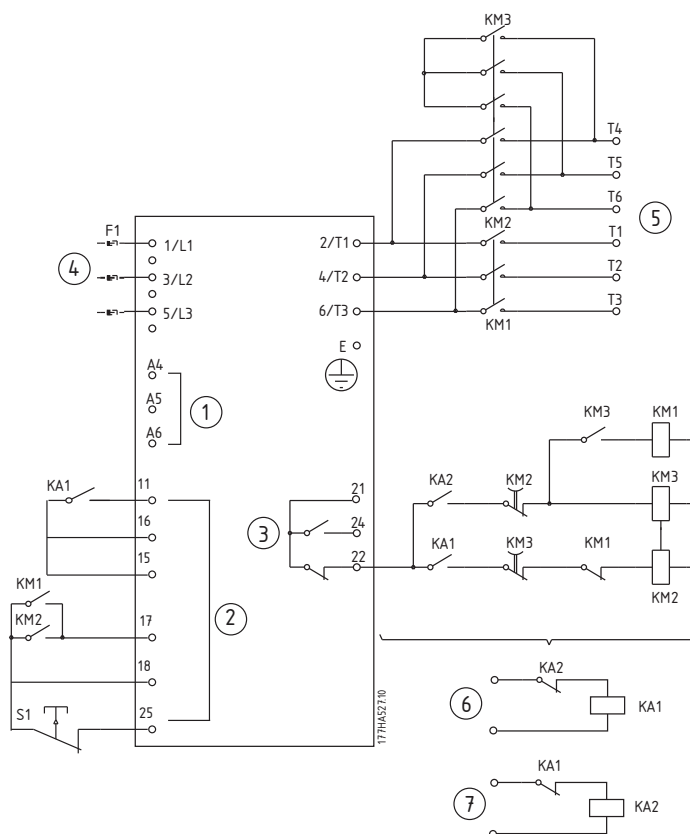 KM3
T4
T5
T6
5
F1
1/L1
2/T1
KM2
T1
4
3/L2
4/T2
T2
5/L3
6/T3
KM1
T3
E
A4
A5
1
A6
KM3
KM1
KA1
11
21
KA2
KM2
KM3
16
3
24
15
22
KA1
KM3
KM1
KM2
KM1
KM2
17
2
18
S1
25
177HA527.10
KA2
6
KA1
KA1
7
KA2